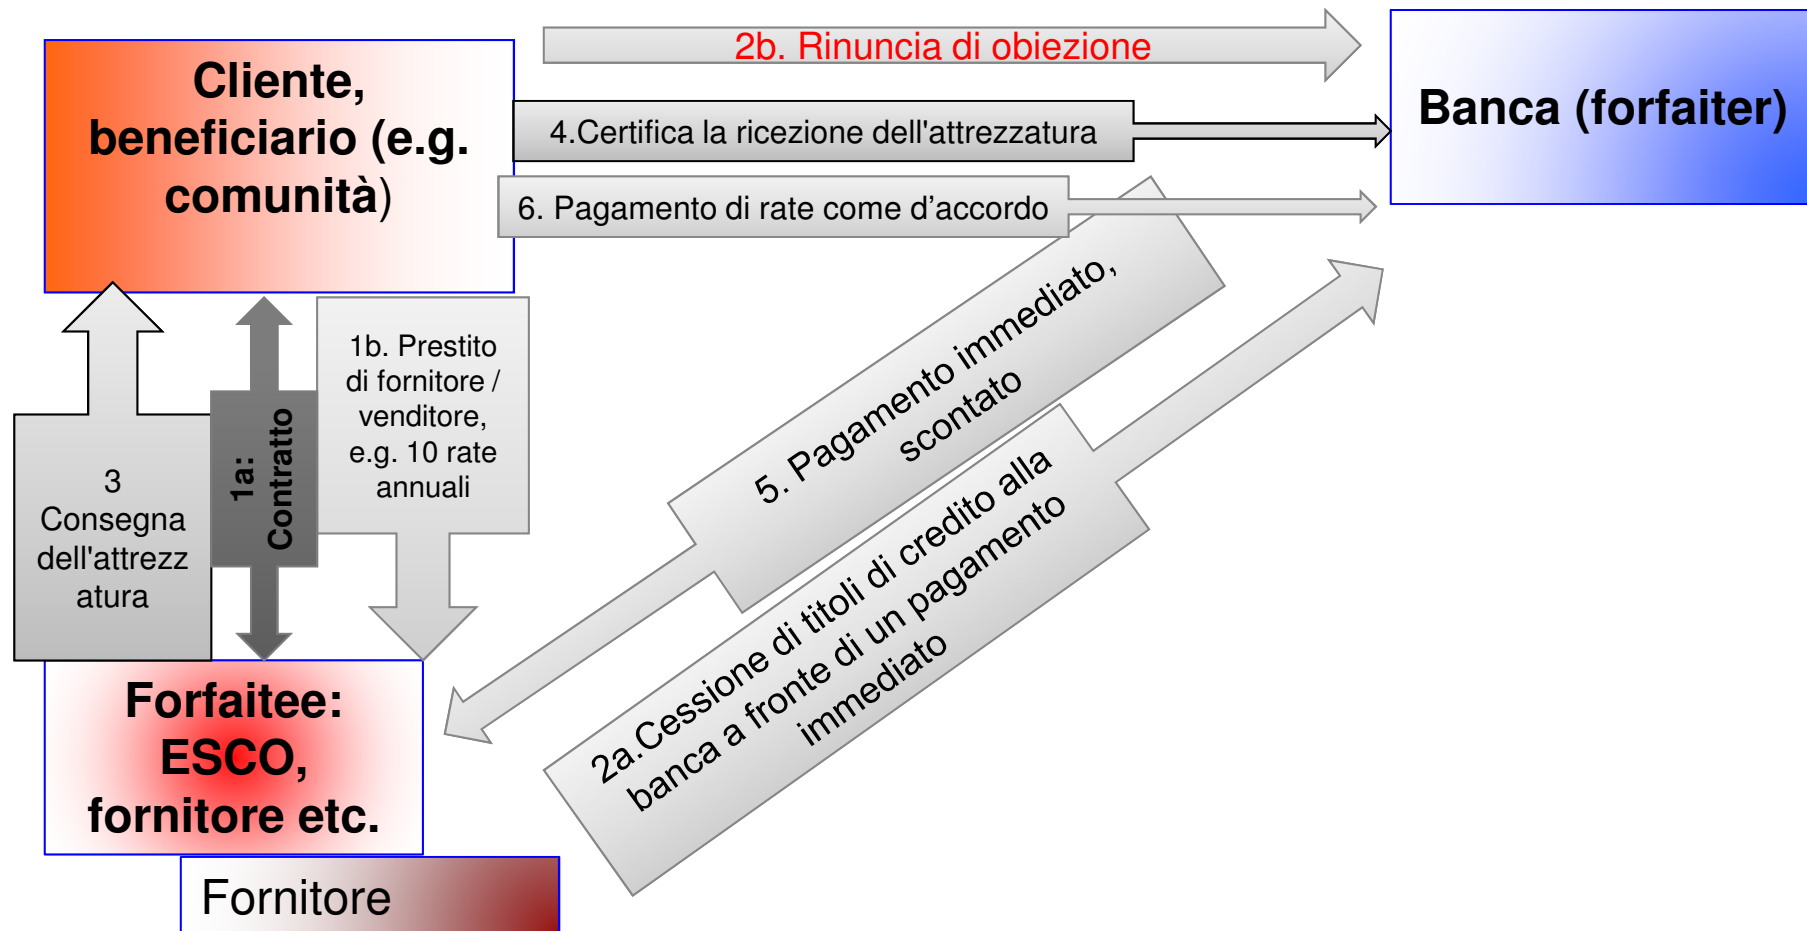 2b. Rinuncia di obiezione
Cliente,
beneficiario (e.g.
comunità)
Banca (forfaiter)
4.Certifica la ricezione dell'attrezzatura
6. Pagamento di rate come d’accordo
5. Pagamento immediato,
scontato
1b. Prestito
di fornitore /
venditore,
e.g. 10 rate
annuali
1a:
Contratto
3
Consegna
dell'attrezz
atura
2a.Cessione di titoli di credito alla
banca a fronte di un pagamento
immediato
Forfaitee:
ESCO,
fornitore etc.
Fornitore